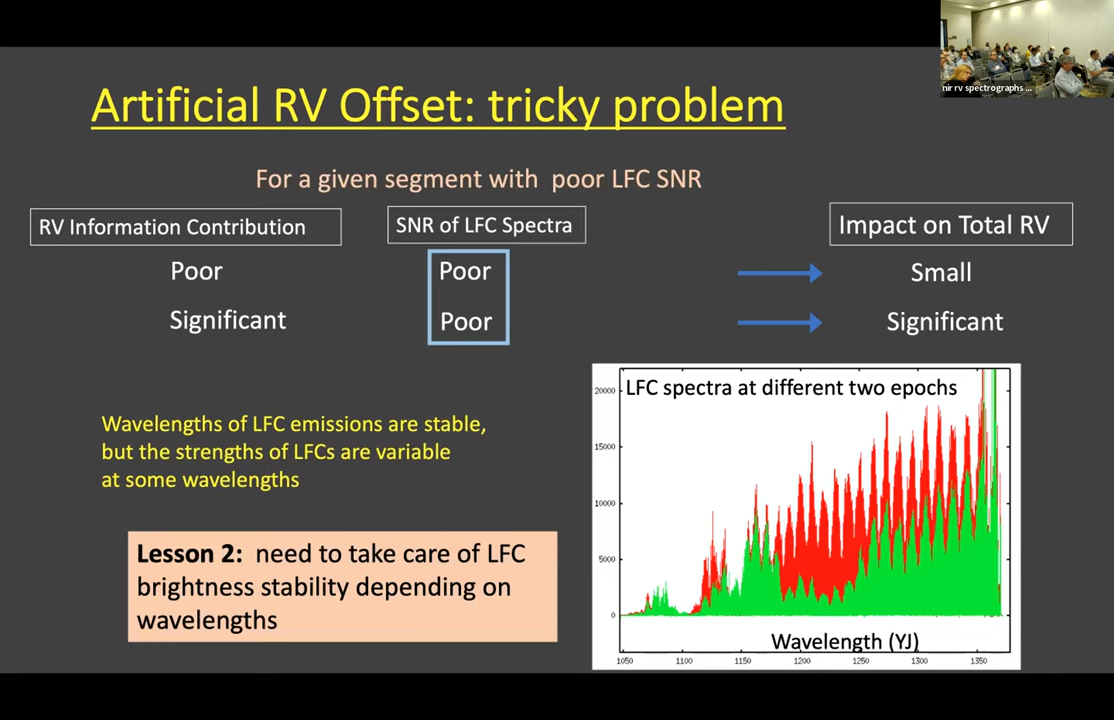 nir rv spectrographs ...
Artificial RV Offset: tricky problem
For a given segment with poor LFC SNR
RV Information Contribution
SNR of LFC Spectra
Impact on Total RV
Poor
Poor
Small
Significant
Poor
Significant
Wavelengths of LFC emissions are stable,
but the strengths of LFCs are variable
at some wavelengths
Lesson 2: need to take care of LFC
brightness stability depending on
wavelengths
LFC spectra at different two epochs
20000
15000
10000
5000
0
Wavelength (YJ)
1050 1100 1150 1200 1250 1300 1350